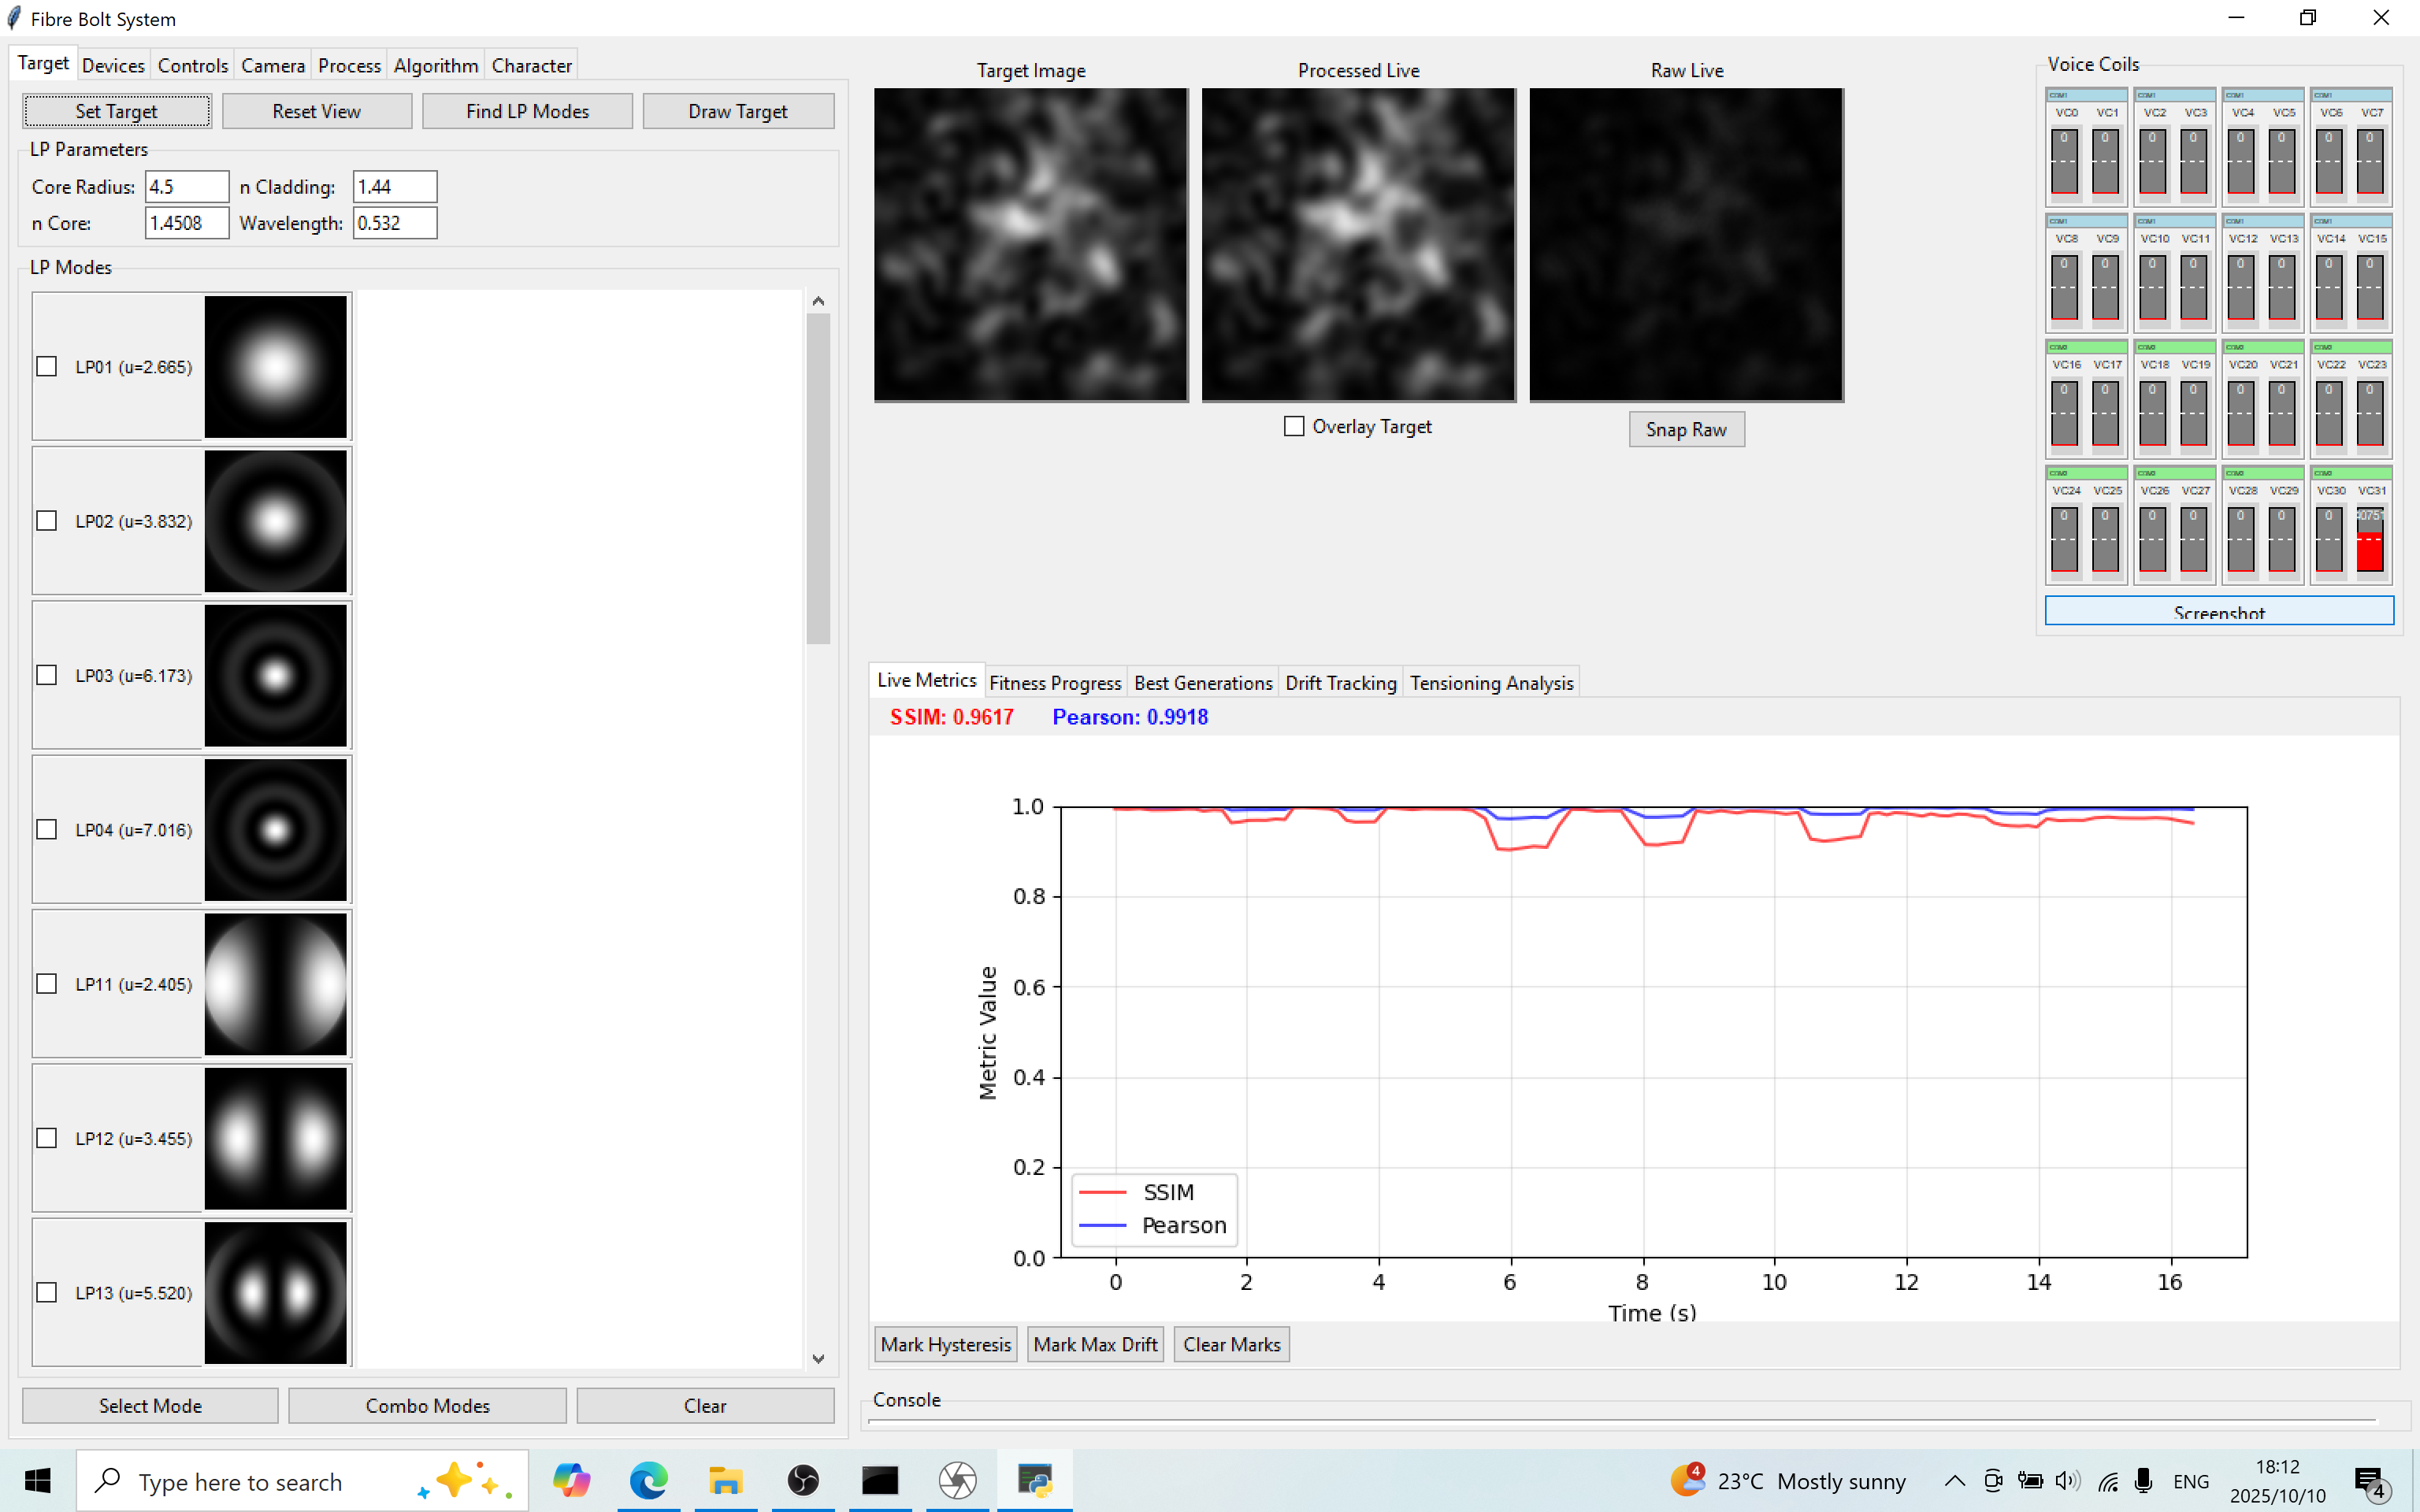 Fibre Bolt System
Target Devices Controls Camera Process Algorithm Character
Set Target Reset View Find LP Modes Draw Target
LP Parameters
Core Radius: 4.5 n Cladding: 1.44
n Core: 1.4508 Wavelength: 0.532
LP Modes
LP01 (u=2.665)
LP02 (u=3.832)
LP03 (u=6.173)
LP04 (u=7.016)
LP11 (u=2.405)
LP12 (u=3.455)
LP13 (u=5.520)
Select Mode Combo Modes Clear
Target Image Processed Live Raw Live
Overlay Target Snap Raw
Voice Coils
COM1 COM1 COM1 COM1
VC0 VC1 VC2 VC3 VC4 VC5 VC6 VC7
0 0 0 0 0 0 0 0
COM1 COM1 COM1 COM1
VC8 VC9 VC10 VC11 VC12 VC13 VC14 VC15
0 0 0 0 0 0 0 0
VC16 VC17 VC18 VC19 VC20 VC21 VC22 VC23
0 0 0 0 0 0 0 0
VC24 VC25 VC26 VC27 VC28 VC29 VC30 VC31
0 0 0 0 0 0 0
Screenshot
Live Metrics Fitness Progress Best Generations Drift Tracking Tensioning Analysis
SSIM: 0.9617 Pearson: 0.9918
1.0
0.8
0.6
0.4
0.2
0.0
Metric Value
SSIM
Pearson
0 2 4 6 8 10 12 14 16
Time (s)
Mark Hysteresis Mark Max Drift Clear Marks
Console
Type here to search
4
23°C Mostly sunny
ENG
18:12
2025/10/10
4